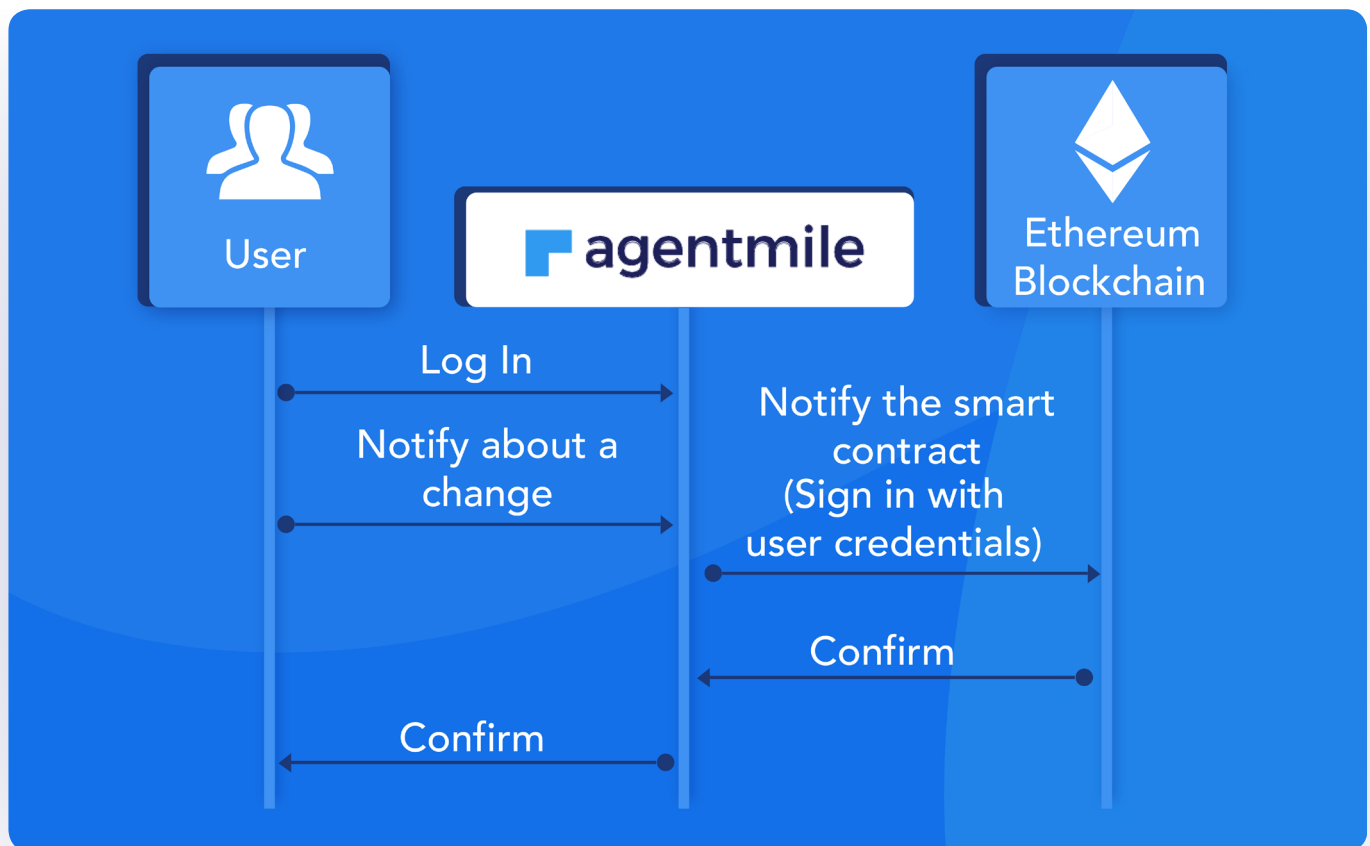 User
agentmile
Ethereum
Blockchain
Log In
Notify about a
change
Notify the smart
contract
(Sign in with
user credentials)
Confirm
Confirm